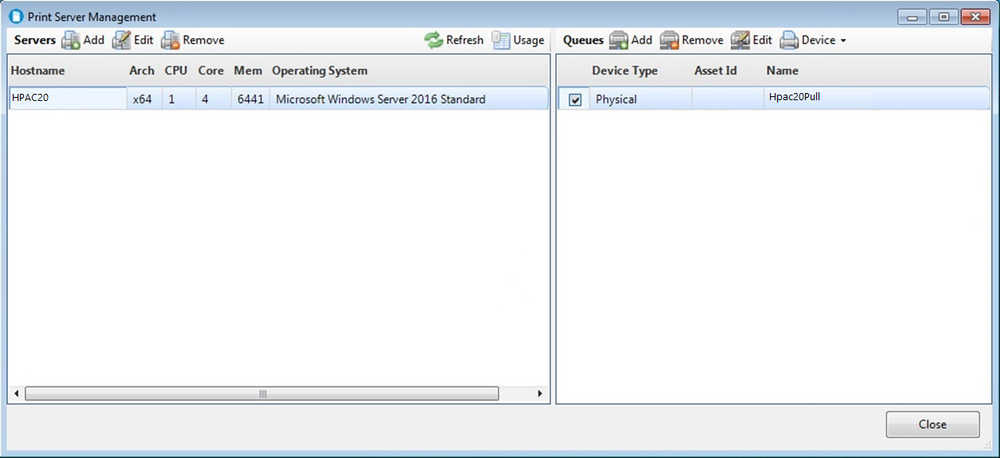 Print Server Management
Servers Add Edit Remove Refresh Usage Queues Add Remove Edit Device
Hostname Arch CPU Core Mem Operating System Device Type Asset Id Name
HPAC20 x64 1 4 6441 Microsoft Windows Server 2016 Standard Physical Hpac20Pull
Close